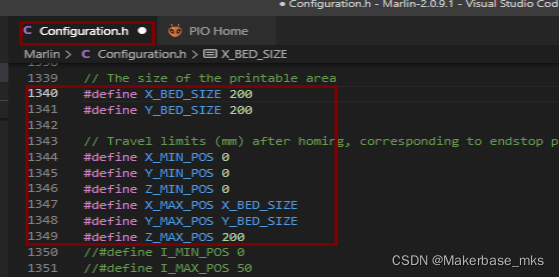 ● Configuration.h - Marlin-2.0.9.1 - Visual Studio Cod
C Configuration.h ● PIO Home
Marlin > C Configuration.h > X_BED_SIZE
1339 // The size of the printable area
1340 #define X_BED_SIZE 200
1341 #define Y_BED_SIZE 200
1342
1343 // Travel limits (mm) after homing, corresponding to endstop p
1344 #define X_MIN_POS 0
1345 #define Y_MIN_POS 0
1346 #define Z_MIN_POS 0
1347 #define X_MAX_POS X_BED_SIZE
1348 #define Y_MAX_POS Y_BED_SIZE
1349 #define Z_MAX_POS 200
1350 //#define I_MIN_POS 0
1351 //#define I_MAX_POS 50
CSDN @Makerbase_mks